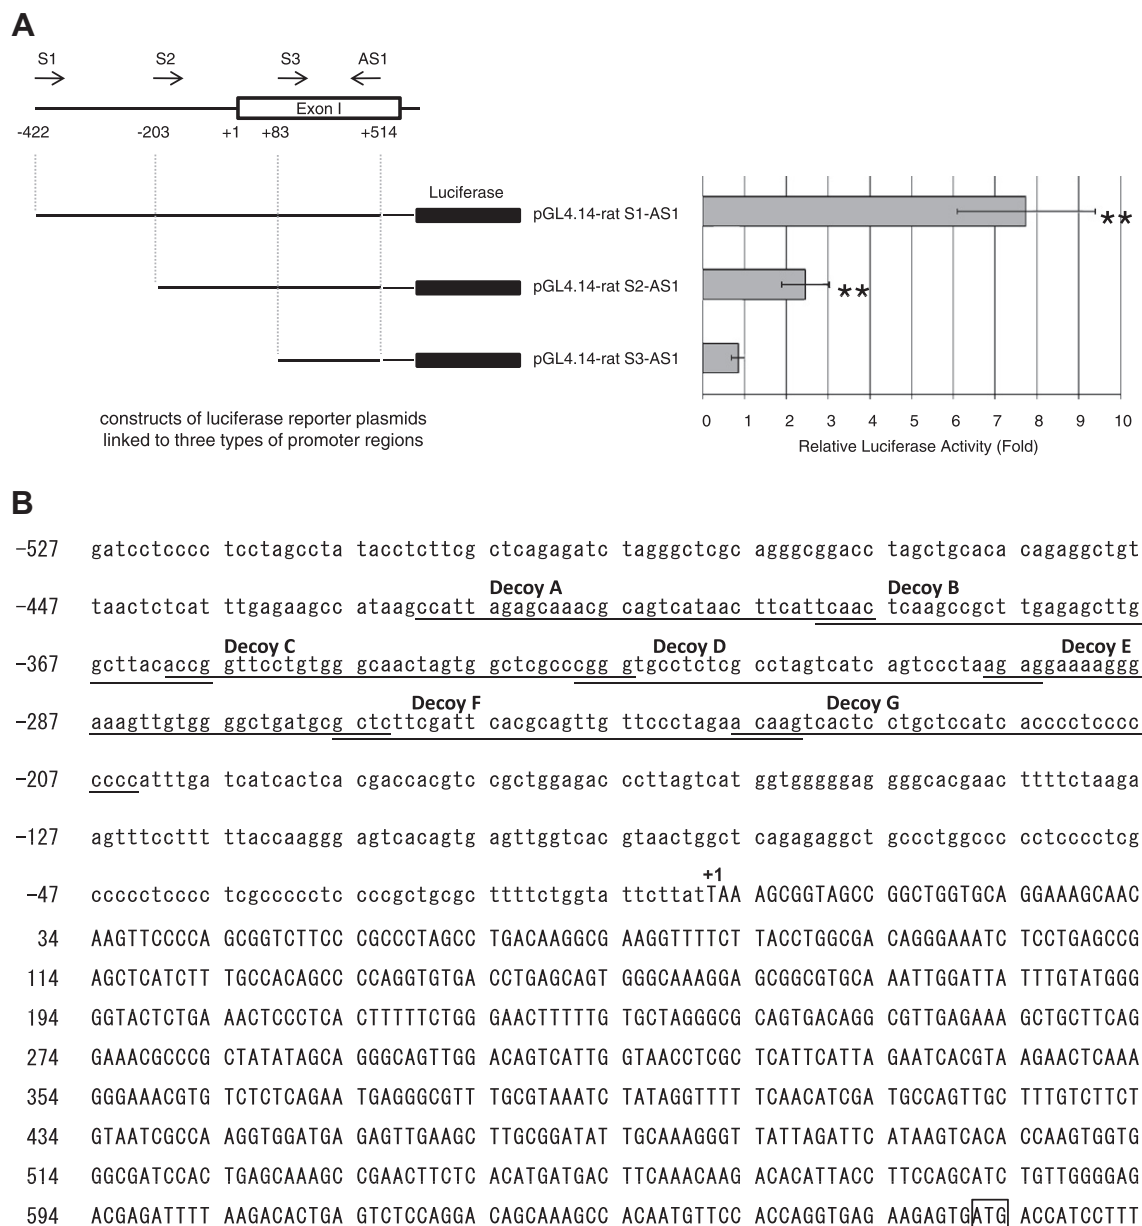 A
S1 S2 S3 AS1
Exon I
-422 -203 +1 +83 +514
Luciferase
pGL4.14-rat S1-AS1
**
pGL4.14-rat S2-AS1
**
pGL4.14-rat S3-AS1
constructs of luciferase reporter plasmids
linked to three types of promoter regions
0 1 2 3 4 5 6 7 8 9 10
Relative Luciferase Activity (Fold)
B
-527 gatcctcccc tcctagccta tacctcttcg ctcagagatc tagggctcgc agggcggacc tagctgcaca cagaggctgt
Decoy A Decoy B
-447 taactctcat ttgagaagcc ataagccatt agagcaaacg cagtcataac ttcattcaac tcaagccgct tgagagcttg
Decoy C Decoy D Decoy E
-367 gcttacaccg gttcctgtgg gcaactagtg gctcgcccgg gtgcctctcg cctagtcatc agtccctaag aggaaaaggg
Decoy F Decoy G
-287 aaagttgtgg ggctgatgcg ctcttcgatt cacgcagttg ttccctagaa acaagtcactc ctgctccatc acccctcccc
-207 ccccatttga tcatcactca cgaccacgtc cgctggagac ccttagtcat ggtgggggag gggcacgaac ttttctaaga
-127 agtttccttt ttaccaaggg agtcacagtg agttggtcac gtaactggct cagagaggct gccctggccc cctcccctcg
+1
-47 ccccctcccc tcgcccccctc cccgctgcgc ttttctggta ttcttatTAA AGCGGTAGCC GGCTGGTGCA GGAAAGCAAC
34 AAGTTCCCCA GCGGTCTTCC CGCCCTAGCC TGACAAGGCG AAGGTTTTCT TACCTGGCGA CAGGGAAATC TCCTGAGCCG
114 AGCTCATCTT TGCCACAGCC CCAGGTGTGA CCTGAGCAGT GGGCAAAGGA GCGGCGTGCA AATTGGATTA TTTGTATGGG
194 GGTACTCTGA AACTCCCTCA CTTTTTCTGG GAACTTTTTG TGCTAGGGCG CAGTGACAGG CGTTGAGAAA GCTGCTTCAG
274 GAAACGCCCG CTATATAGCA GGGCAGTTGG ACAGTCATTG GTAACCTCGC TCATTCATTA GAATCACGTA AGAACTCAAA
354 GGGAAACGTG TCTCTCAGAA TGAGGGCGTT TGCGTAAATC TATAGGTTTT TCAACATCGA TGCCAGTTGC TTTGTCTTCT
434 GTAATCGCCA AGGTGGATGA GAGTTGAAGC TTGCGGATAT TGCAAAGGGT TATTAGATTC ATAAGTCACA CCAAGTGGTG
514 GGCGATCCAC TGAGCAAAGC CGAACTTCTC ACATGATGAC TTCAAACAAG ACACATTACC TTCCAGCATC TGTTGGGGAG
594 ACGAGATTTT AAGACACTGA GTCTCCAGGA CAGCAAAGCC ACAATGTTCC ACCAGGTGAG AAGAGTGATG ACCATCCTTT